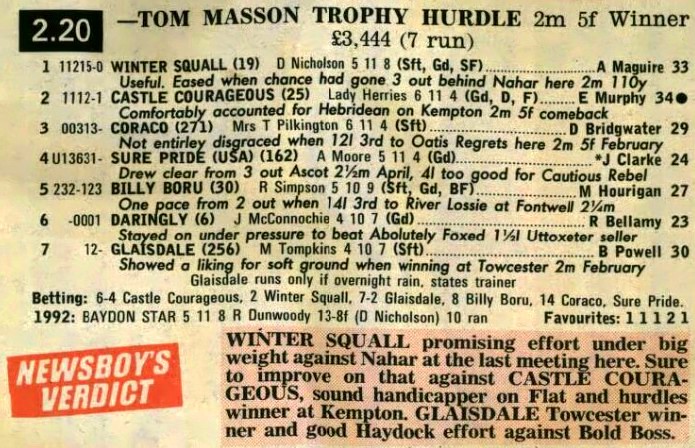 2.20 —TOM MASSON TROPHY HURDLE 2m 5f Winner
£3,444 (7 run)
1 11215-0 WINTER SQUALL (19) D Nicholson 5 11 8 (Sft, Gd, SF)..........A Maguire 33
Useful. Eased when chance had gone 3 out behind Nahar here 2m 110y
2 1112-1 CASTLE COURAGEOUS (25) Lady Herries 6 11 4 (Gd, D, F)........E Murphy 34●
Comfortably accounted for Hebridean on Kempton 2m 5f comeback
3 00313- CORACO (271) Mrs T Pilkington 6 11 4 (Sft)..........D Bridgwater 29
Not entirley disgraced when 12l 3rd to Oatis Regrets here 2m 5f February
4 U13631- SURE PRIDE (USA) (162) A Moore 5 11 4 (Gd)..........*J Clarke 24
Drew clear from 3 out Ascot 2½m April, 4l too good for Cautious Rebel
5 232-123 BILLY BORU (30) R Simpson 5 10 9 (Sft, Gd, BF)..........M Hourigan 27
One pace from 2 out when 14l 3rd to River Lossie at Fontwell 2¼m
6 -0001 DARINGLY (6) J McConnochie 4 10 7 (Gd)..........R Bellamy 23
Stayed on under pressure to beat Abolutely Foxed 1½l Uttoxeter seller
7 12- GLAISDALE (256) M Tompkins 4 10 7 (Sft)..........B Powell 30
Showed a liking for soft ground when winning at Towcester 2m February
Glaisdale runs only if overnight rain, states trainer
Betting: 6-4 Castle Courageous, 2 Winter Squall, 7-2 Glaisdale, 8 Billy Boru, 14 Coraco, Sure Pride.
1992: BAYDON STAR 5 11 8 R Dunwoody 13-8f (D Nicholson) 10 ran Favourites: 1 1 1 2 1
NEWSBOY'S
VERDICT
WINTER SQUALL promising effort under big
weight against Nahar at the last meeting here. Sure
to improve on that against CASTLE COURA-
GEOUS, sound handicapper on Flat and hurdles
winner at Kempton. GLAISDALE Towcester win-
ner and good Haydock effort against Bold Boss.